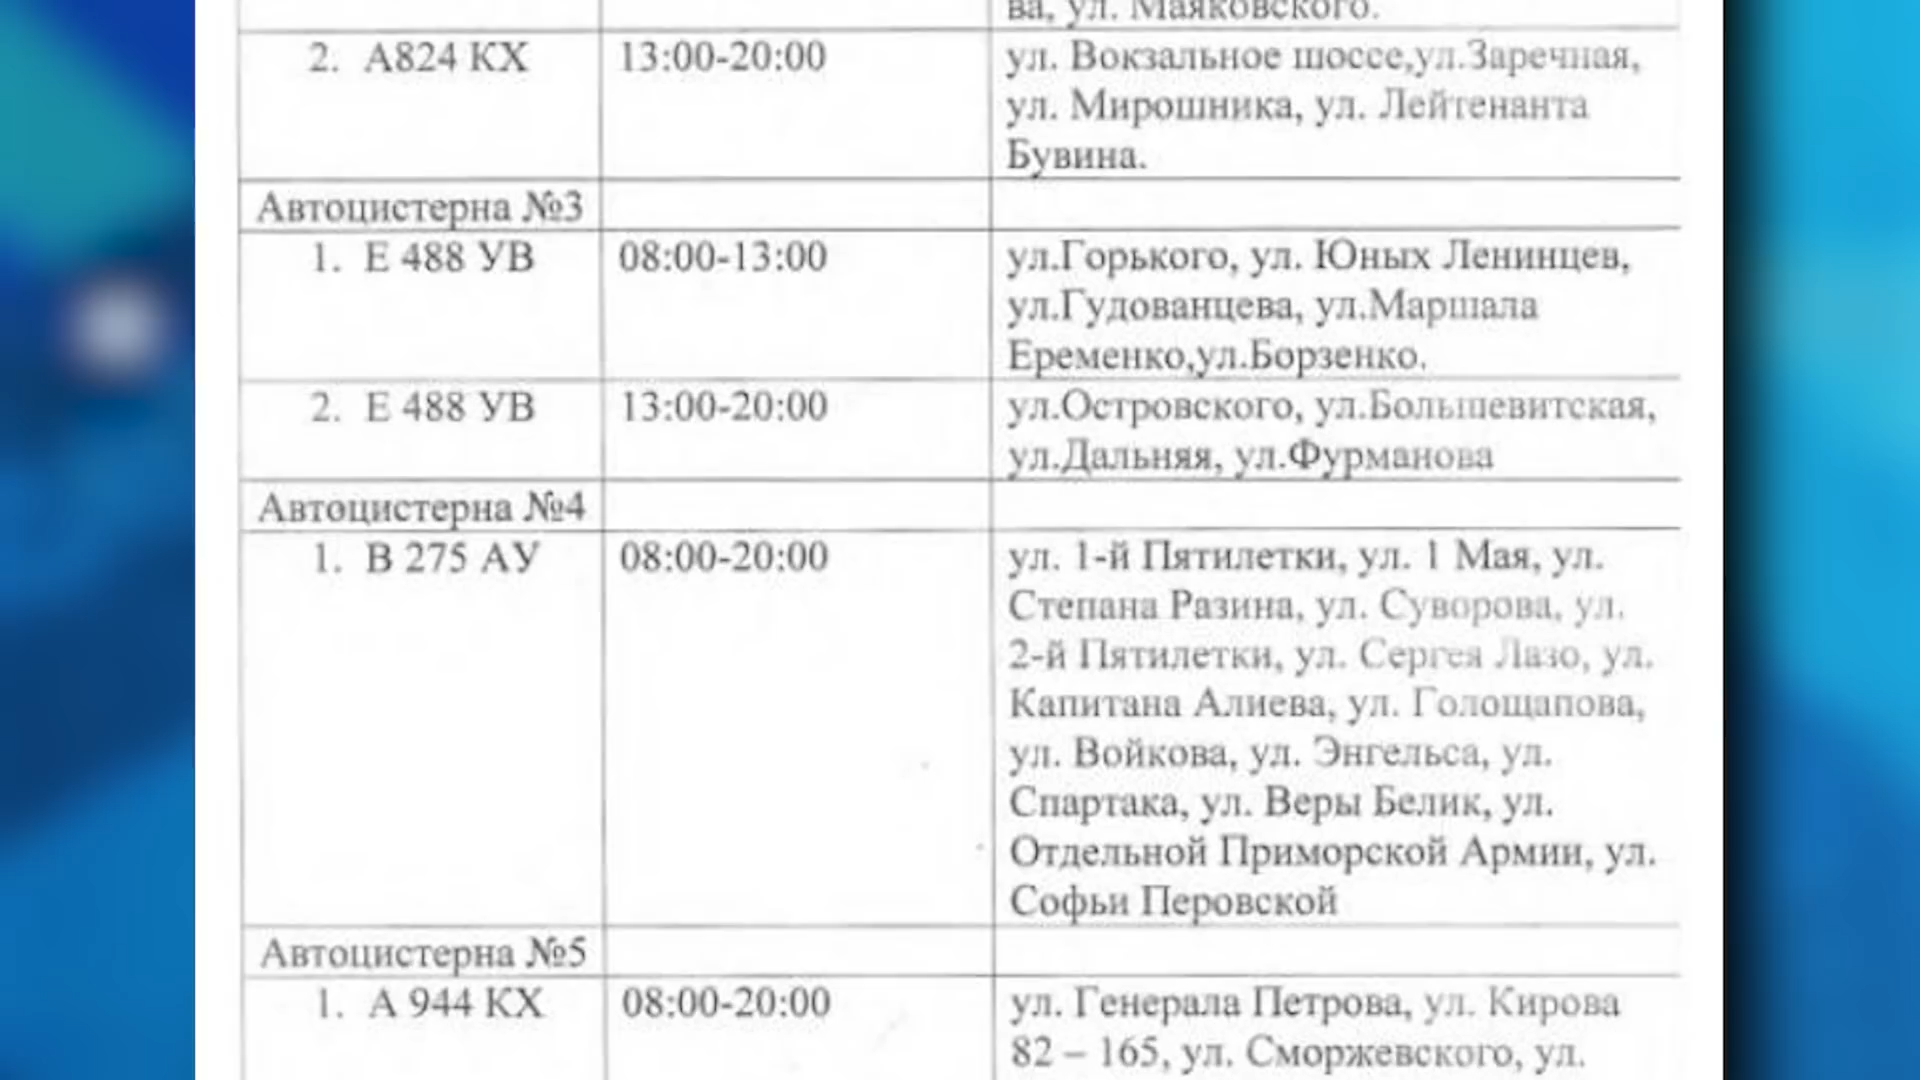 ва, ул. Маяковского.
2. А824 КХ 13:00-20:00 ул. Вокзальное шоссе,ул.Заречная,
ул. Мирошника, ул. Лейтенанта
Бувина.
Автоцистерна №3
1. Е 488 УВ 08:00-13:00 ул.Горького, ул. Юных Ленинцев,
ул.Гудованцева, ул.Маршала
Еременко,ул.Борзенко.
2. Е 488 УВ 13:00-20:00 ул.Островского, ул.Большевитская,
ул.Дальняя, ул.Фурманова
Автоцистерна №4
1. В 275 АУ 08:00-20:00 ул. 1-й Пятилетки, ул. 1 Мая, ул.
Степана Разина, ул. Суворова, ул.
2-й Пятилетки, ул. Сергея Лазо, ул.
Капитана Алиева, ул. Голощапова,
ул. Войкова, ул. Энгельса, ул.
Спартака, ул. Веры Белик, ул.
Отдельной Приморской Армии, ул.
Софьи Перовской
Автоцистерна №5
1. А 944 КХ 08:00-20:00 ул. Генерала Петрова, ул. Кирова
82 – 165, ул. Сморжевского, ул.